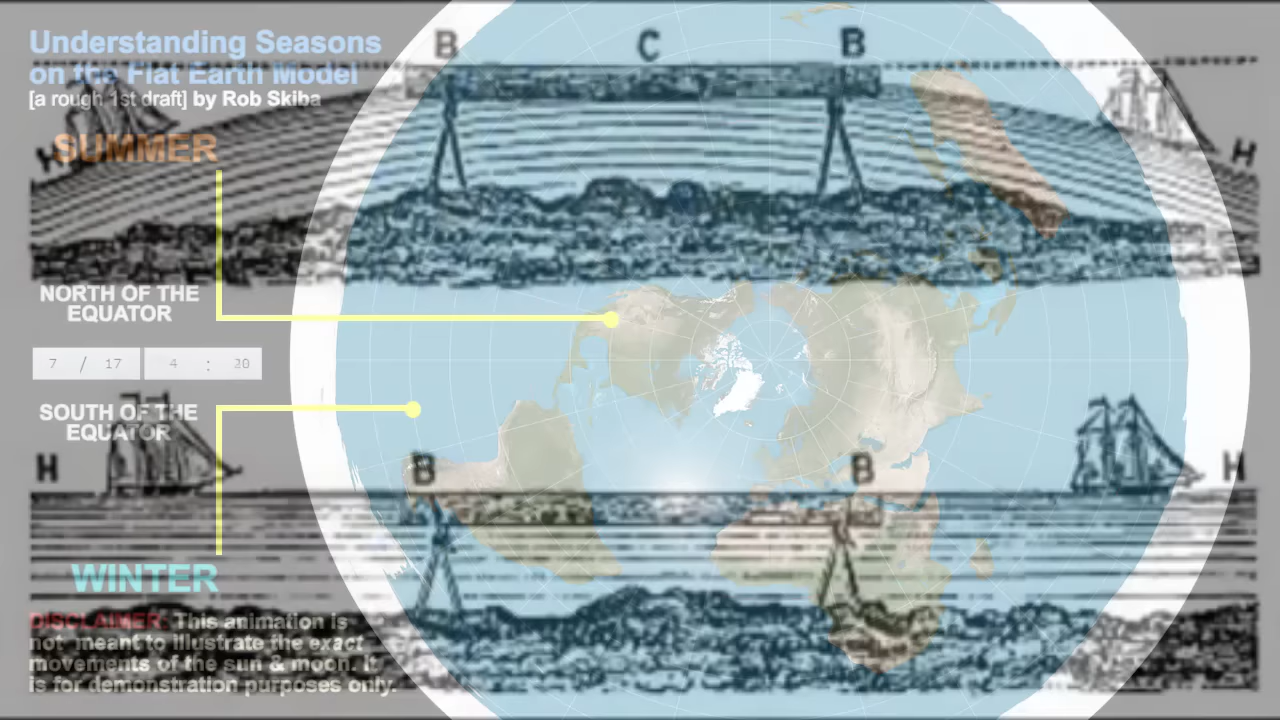 B C B
Understanding Seasons
on the Flat Earth Model
[a rough 1st draft] by Rob Skiba
SUMMER
H H
NORTH OF THE
EQUATOR
7 / 17 4 : 20
SOUTH OF THE
EQUATOR
H B B H
WINTER
DISCLAIMER: This animation is
not meant to illustrate the exact
movements of the sun & moon. It
is for demonstration purposes only.